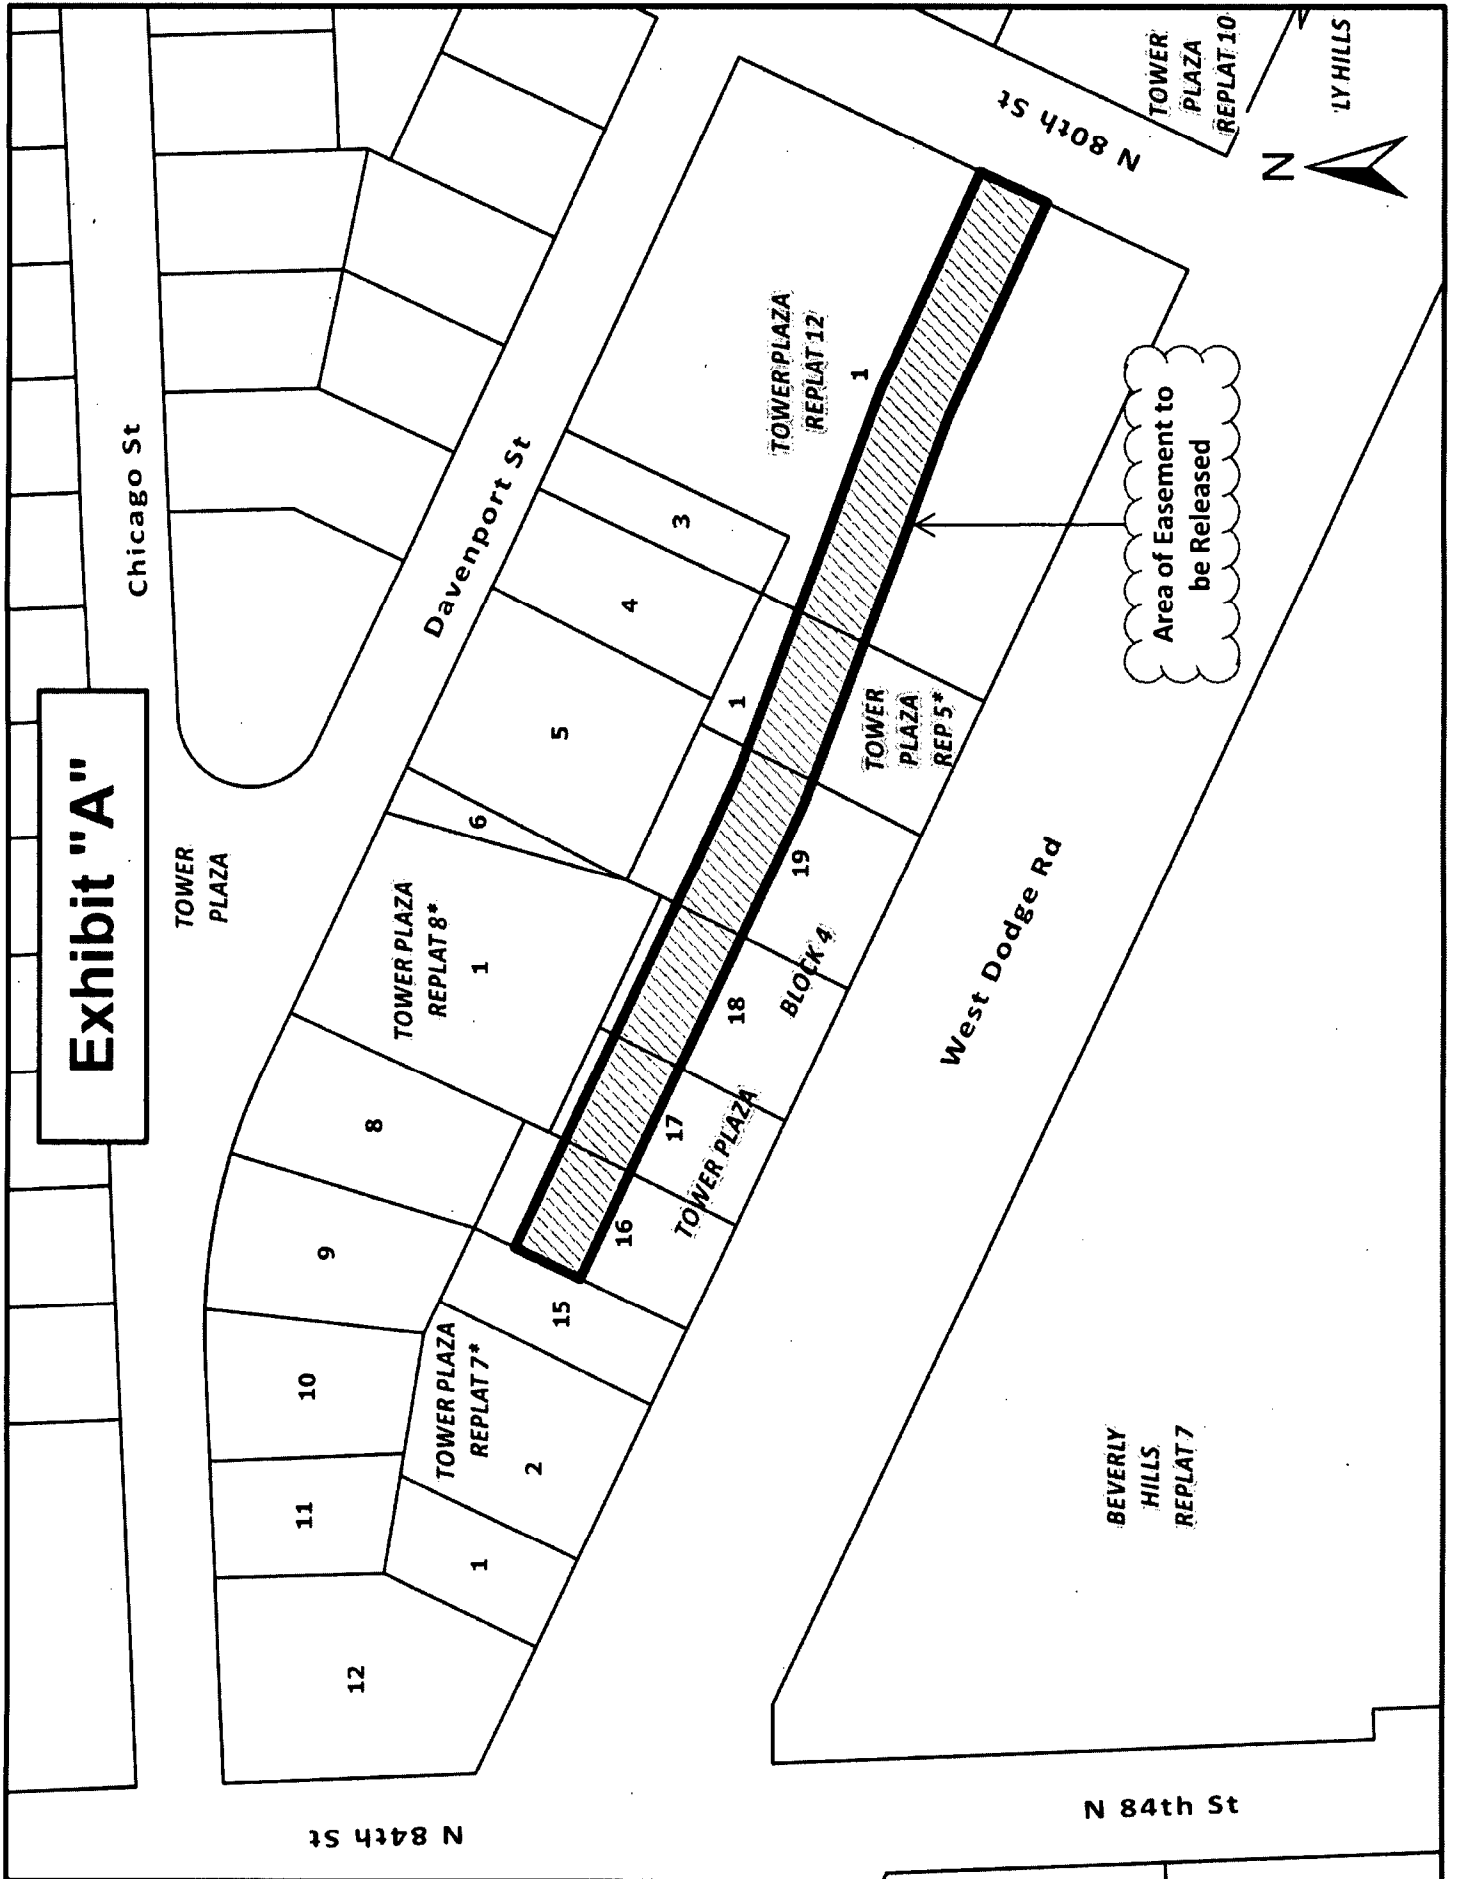 Exhibit "A"
Chicago St
TOWER
PLAZA
Davenport St
N 80th St
TOWER
PLAZA
REPLAT 10
LY HILLS
N
TOWER PLAZA
REPLAT 12
1
3
4
5
6
1
TOWER PLAZA
REPLAT 8*
1
8
9
10
11
12
TOWER PLAZA
REPLAT 7*
2
1
15
16
17
18
19
TOWER PLAZA
BLOCK 4
TOWER
PLAZA
REP 5*
Area of Easement to
be Released
West Dodge Rd
BEVERLY
HILLS
REPLAT 7
N 84th St
N 84th St